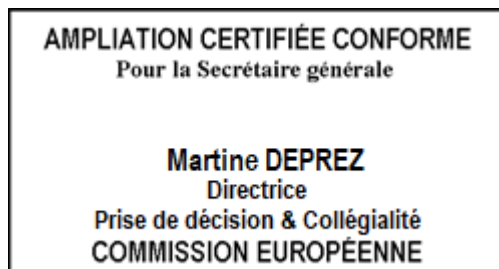 AMPLIATION CERTIFIÉE CONFORME
Pour la Secrétaire générale
Martine DEPREZ
Directrice
Prise de décision & Collégialité
COMMISSION EUROPÉENNE